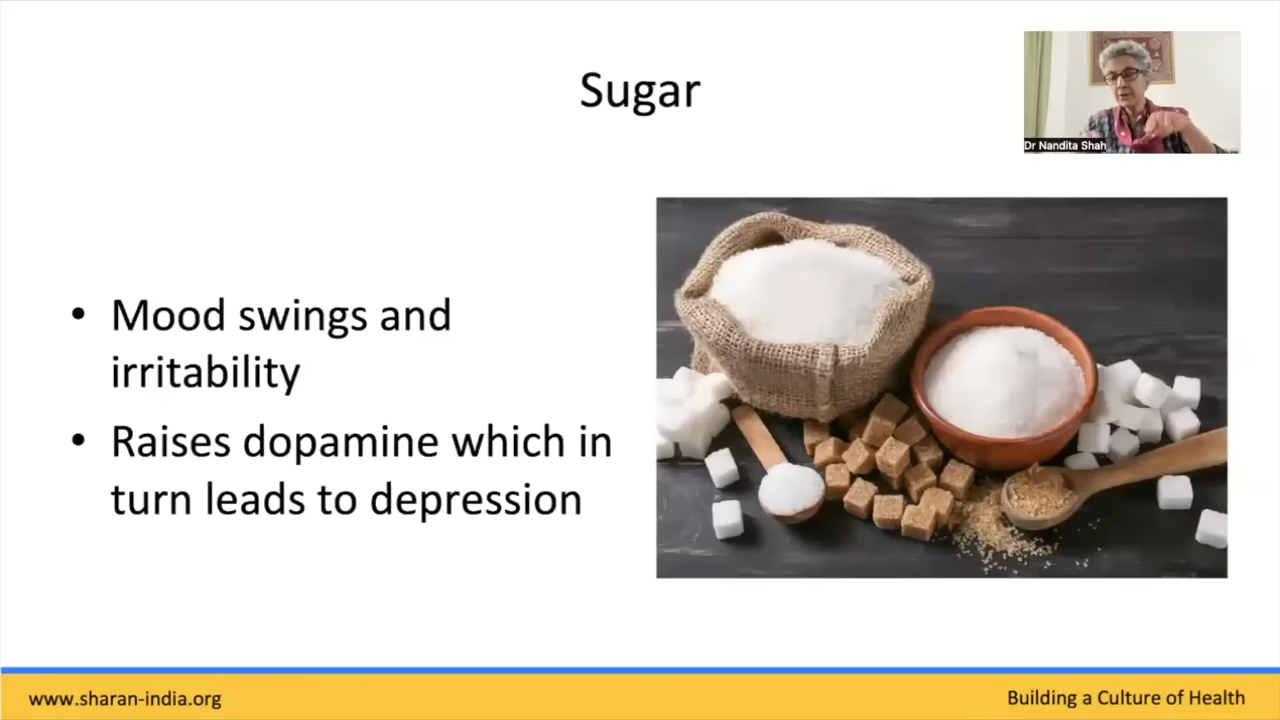 Sugar
Dr Nandita Shah
• Mood swings and
irritability
• Raises dopamine which in
turn leads to depression
www.sharan-india.org
Building a Culture of Health